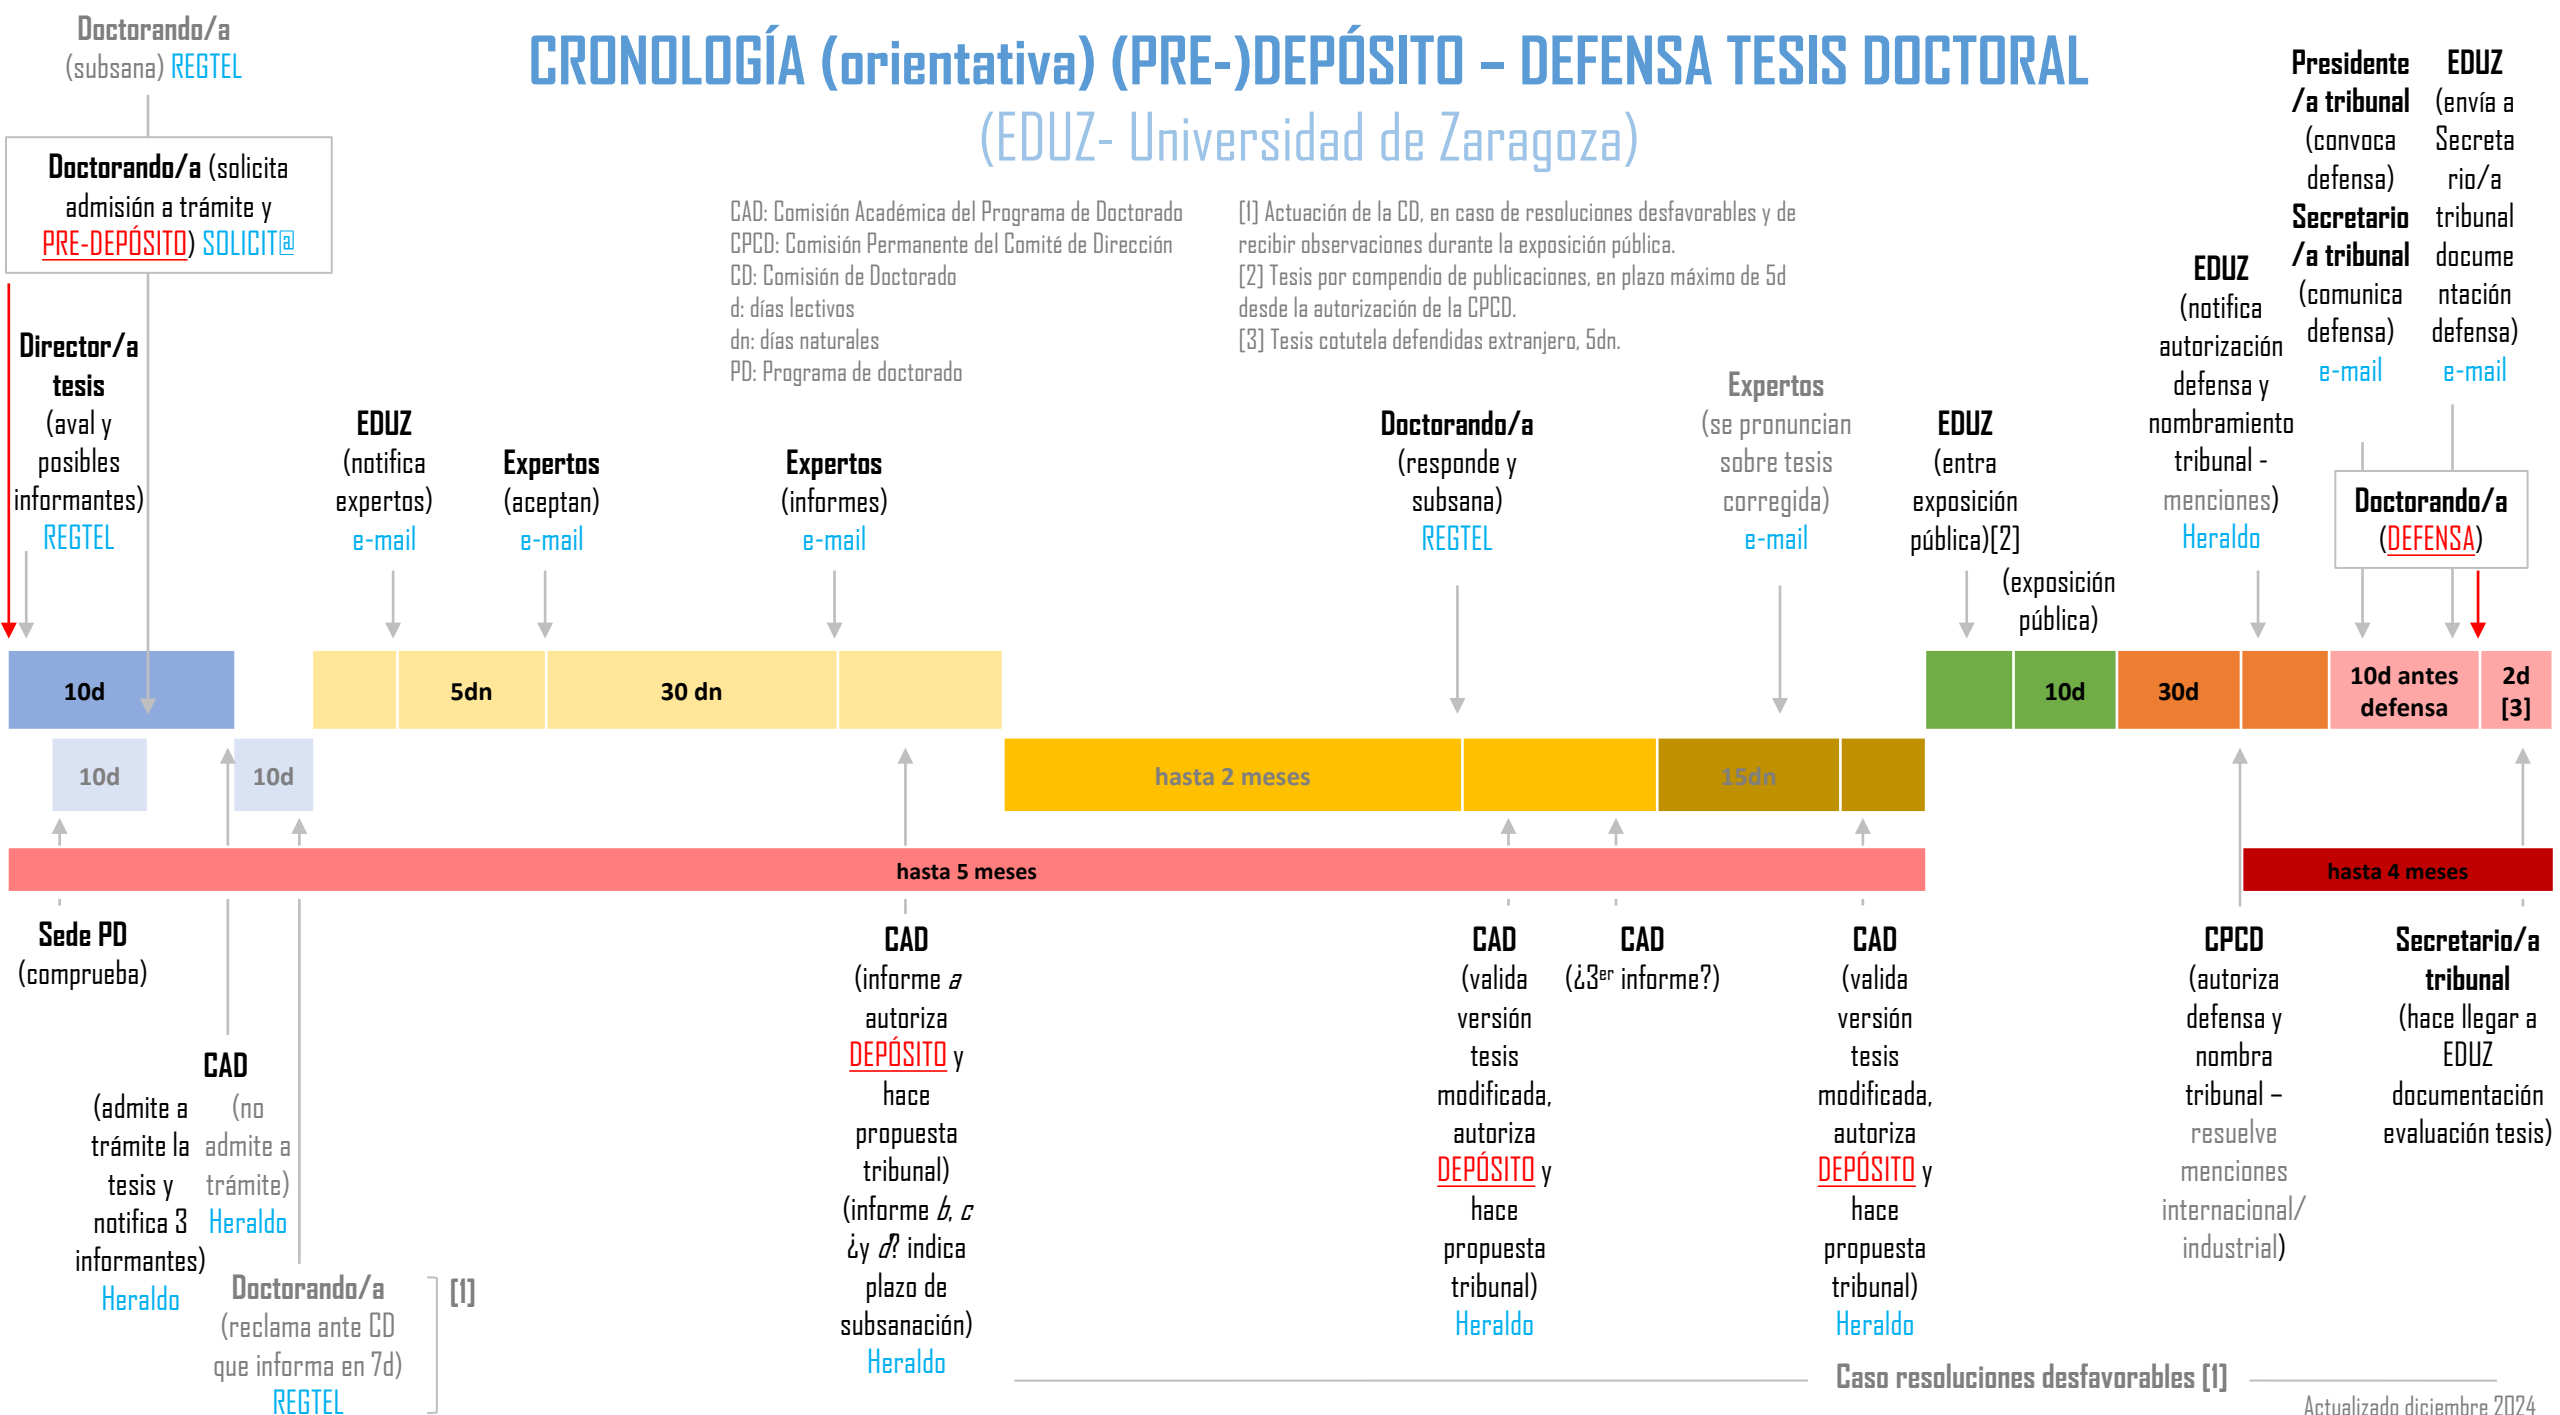 CRONOLOGÍA (orientativa) (PRE-)DEPÓSITO – DEFENSA TESIS DOCTORAL
(EDUZ- Universidad de Zaragoza)
CAD: Comisión Académica del Programa de Doctorado
CPCD: Comisión Permanente del Comité de Dirección
CD: Comisión de Doctorado
d: días lectivos
dn: días naturales
PD: Programa de doctorado
[1] Actuación de la CD, en caso de resoluciones desfavorables y de
recibir observaciones durante la exposición pública.
[2] Tesis por compendio de publicaciones, en plazo máximo de 5d
desde la autorización de la CPCD.
[3] Tesis cotutela defendidas extranjero, 5dn.
Doctorando/a
(subsana) REGTEL
Doctorando/a (solicita
admisión a trámite y
PRE-DEPÓSITO) SOLICIT@
Director/a
tesis
(aval y
posibles
informantes)
REGTEL
EDUZ
(notifica
expertos)
e-mail
Expertos
(aceptan)
e-mail
Expertos
(informes)
e-mail
Doctorando/a
(responde y
subsana)
REGTEL
Expertos
(se pronuncian
sobre tesis
corregida)
e-mail
EDUZ
(entra
exposición
pública)[2]
(exposición
pública)
EDUZ
(notifica
autorización
defensa y
nombramiento
tribunal -
menciones)
Heraldo
Presidente
/a tribunal
(convoca
defensa)
Secretario
/a tribunal
(comunica
defensa)
e-mail
EDUZ
(envía a
Secreta
rio/a
tribunal
docume
ntación
defensa)
e-mail
Doctorando/a
(DEFENSA)
10d
5dn
30 dn
10d
30d
10d antes
defensa
2d
[3]
10d
10d
hasta 2 meses
15dn
hasta 5 meses
hasta 4 meses
Sede PD
(comprueba)
CAD
(admite a
trámite la
tesis y
notifica 3
informantes)
Heraldo
(no
admite a
trámite)
Heraldo
Doctorando/a
(reclama ante CD
que informa en 7d)
REGTEL
[1]
CAD
(informe a
autoriza
DEPÓSITO y
hace
propuesta
tribunal)
(informe b, c
¿y d? indica
plazo de
subsanación)
Heraldo
CAD
(valida
versión
tesis
modificada,
autoriza
DEPÓSITO y
hace
propuesta
tribunal)
Heraldo
CAD
(¿3er informe?)
CAD
(valida
versión
tesis
modificada,
autoriza
DEPÓSITO y
hace
propuesta
tribunal)
Heraldo
CPCD
(autoriza
defensa y
nombra
tribunal –
resuelve
menciones
internacional/
industrial)
Secretario/a
tribunal
(hace llegar a
EDUZ
documentación
evaluación tesis)
Caso resoluciones desfavorables [1]
Actualizado diciembre 2024